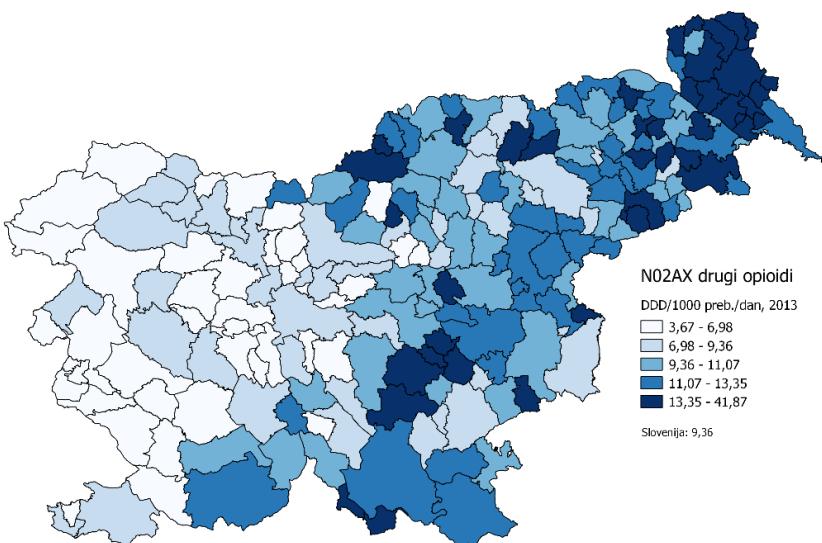 N02AX drugi opioidi
DDD/1000 preb./dan, 2013
3,67 - 6,98
6,98 - 9,36
9,36 - 11,07
11,07 - 13,35
13,35 - 41,87
Slovenija: 9,36